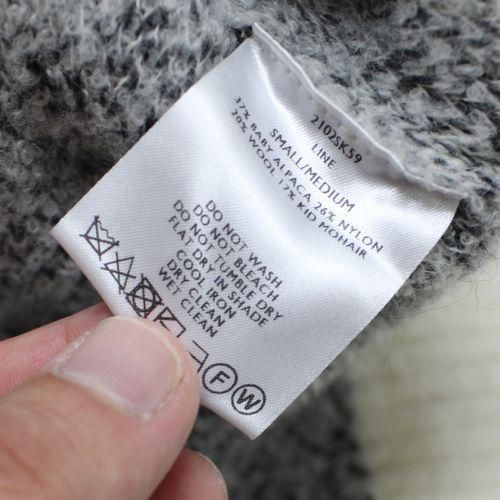 2102SK59
LINE
SMALL/MEDIUM
37% BABY ALPACA 26% NYLON
20% WOOL 17% KID MOHAIR
DO NOT WASH
DO NOT BLEACH
DO NOT TUMBLE DRY
FLAT DRY IN SHADE
COOL IRON
DRY CLEAN
WET CLEAN
F W